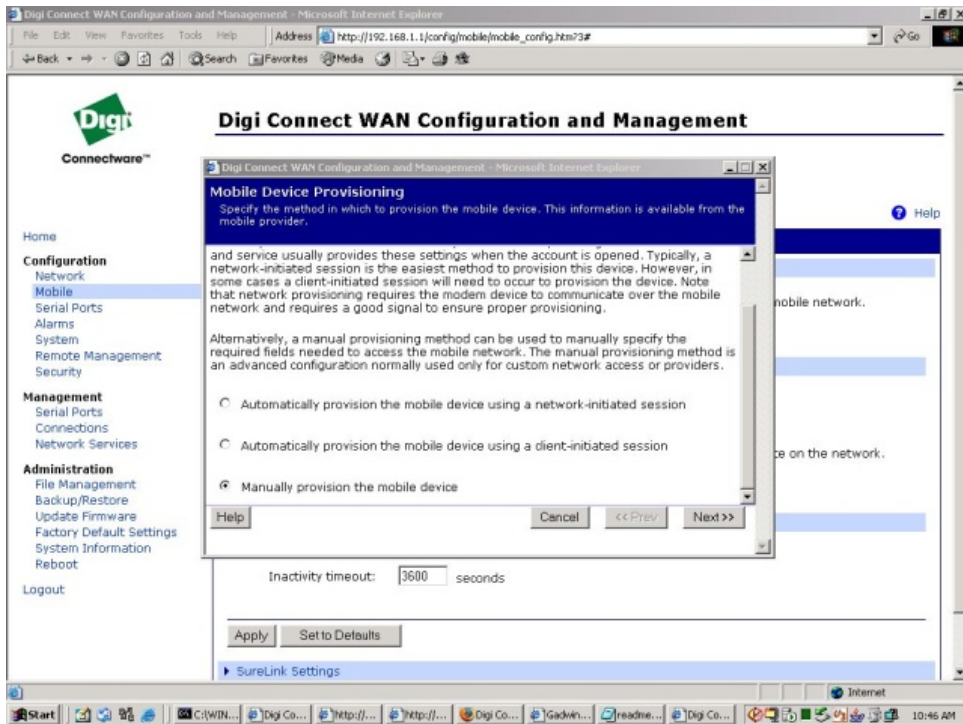 Digi Connect WAN Configuration and Management - Microsoft Internet Explorer
File Edit View Favorites Tools Help
Address http://192.168.1.1/config/mobile/mobile_config.htm?3#
Go
Back Search Favorites Media
Digi
Connectware™
Digi Connect WAN Configuration and Management
Help
Home
Configuration
Network
Mobile
Serial Ports
Alarms
System
Remote Management
Security
Management
Serial Ports
Connections
Network Services
Administration
File Management
Backup/Restore
Update Firmware
Factory Default Settings
System Information
Reboot
Logout
Digi Connect WAN Configuration and Management - Microsoft Internet Explorer
Mobile Device Provisioning
Specify the method in which to provision the mobile device. This information is available from the
mobile provider.
and service usually provides these settings when the account is opened. Typically, a
network-initiated session is the easiest method to provision this device. However, in
some cases a client-initiated session will need to occur to provision the device. Note
that network provisioning requires the modem device to communicate over the mobile
network and requires a good signal to ensure proper provisioning.
Alternatively, a manual provisioning method can be used to manually specify the
required fields needed to access the mobile network. The manual provisioning method is
an advanced configuration normally used only for custom network access or providers.
Automatically provision the mobile device using a network-initiated session
Automatically provision the mobile device using a client-initiated session
Manually provision the mobile device
Help Cancel <<Prev Next>>
mobile network.
on the network.
Inactivity timeout: 3600 seconds
Apply Set to Defaults
SureLink Settings
Internet
Start C:\WIN... Digi Co... http://... http://... Digi Co... Gadwin... readme... Digi Co... 10:46 AM